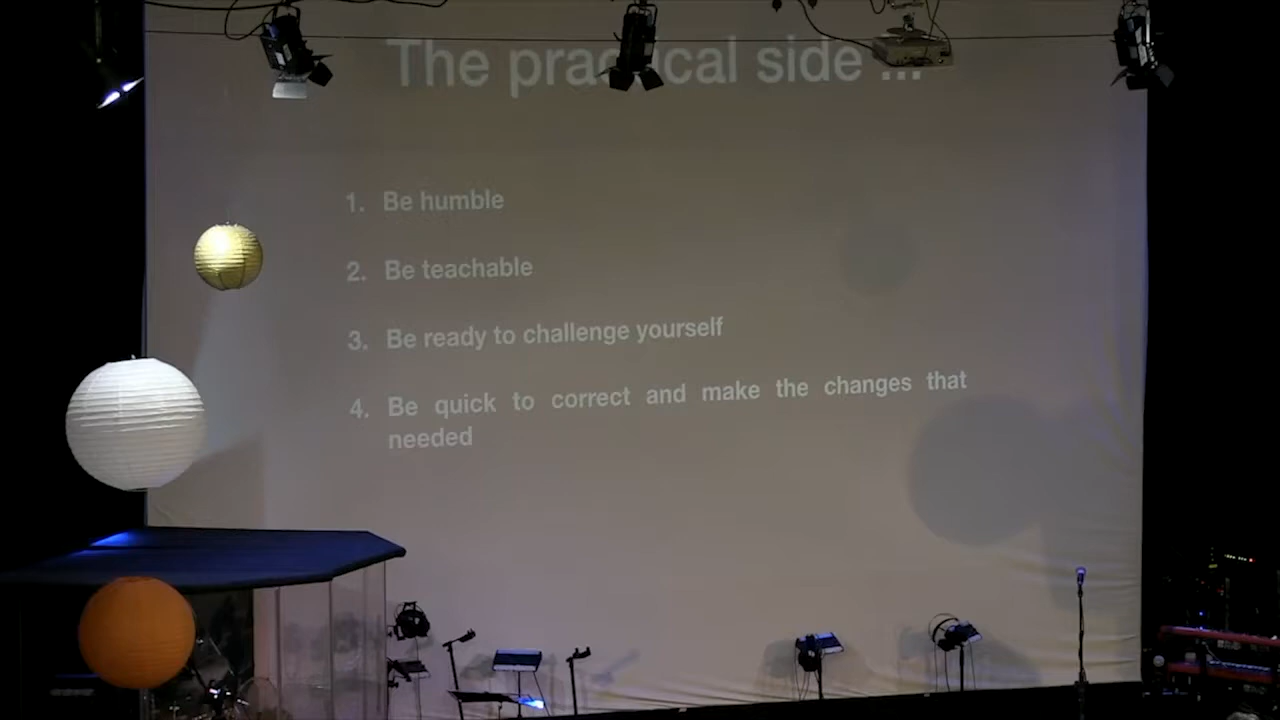 The practical side ...
1. Be humble
2. Be teachable
3. Be ready to challenge yourself
4. Be quick to correct and make the changes that
needed